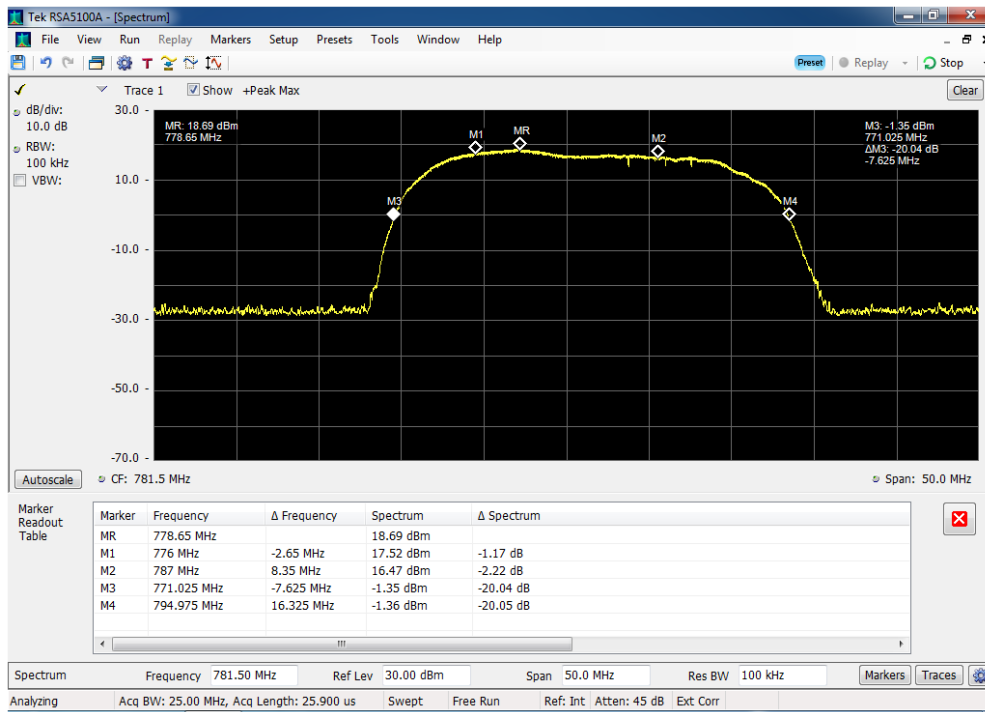 Tek RSA5100A - [Spectrum]
File View Run Replay Markers Setup Presets Tools Window Help
T Preset Replay Stop
Trace 1 Show +Peak Max Clear
dB/div:
10.0 dB
RBW:
100 kHz
VBW:
30.0
10.0
-10.0
-30.0
-50.0
-70.0
MR: 18.69 dBm
778.65 MHz
M3: -1.35 dBm
771.025 MHz
ΔM3: -20.04 dB
-7.625 MHz
M1 MR M2
M3 M4
Autoscale CF: 781.5 MHz Span: 50.0 MHz
Marker
Readout
Table
Marker Frequency Δ Frequency Spectrum Δ Spectrum
MR 778.65 MHz 18.69 dBm
M1 776 MHz -2.65 MHz 17.52 dBm -1.17 dB
M2 787 MHz 8.35 MHz 16.47 dBm -2.22 dB
M3 771.025 MHz -7.625 MHz -1.35 dBm -20.04 dB
M4 794.975 MHz 16.325 MHz -1.36 dBm -20.05 dB
Spectrum Frequency 781.50 MHz Ref Lev 30.00 dBm Span 50.0 MHz Res BW 100 kHz Markers Traces
Analyzing Acq BW: 25.00 MHz, Acq Length: 25.900 us Swept Free Run Ref: Int Atten: 45 dB Ext Corr